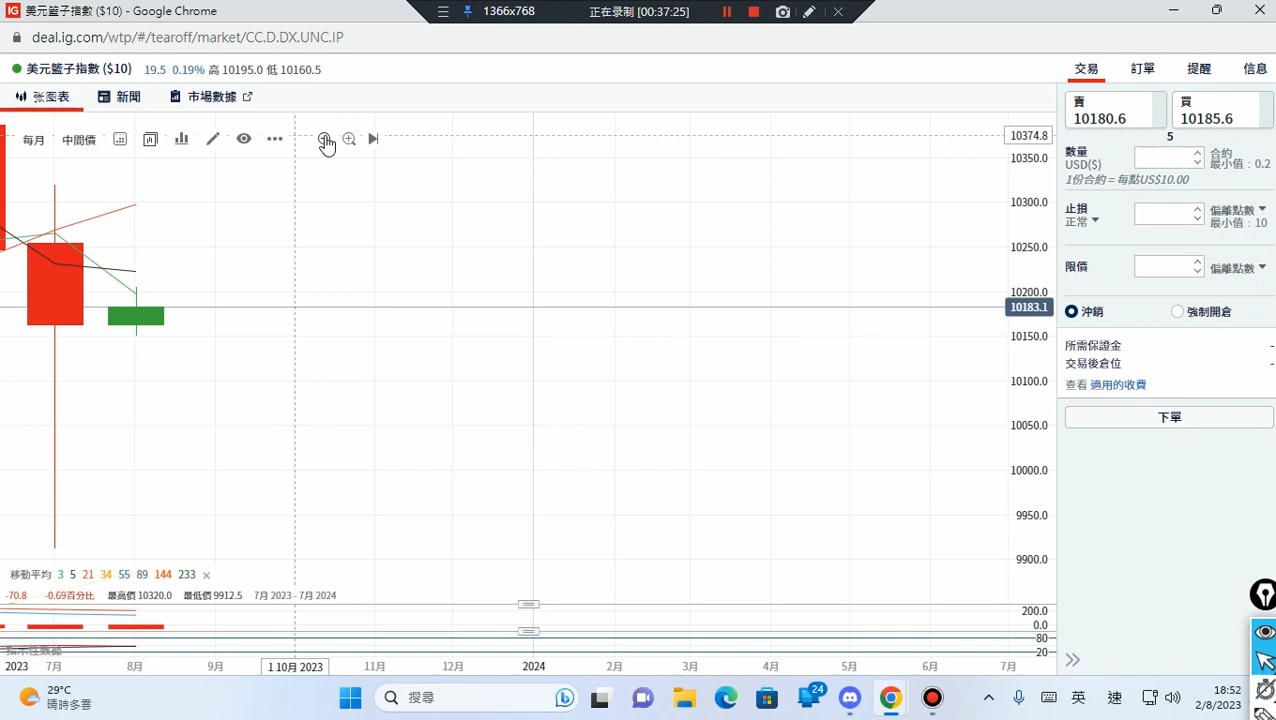 IG 美元籃子指數 ($10) - Google Chrome
1366x768 正在录制 (00:37:25)
deal.ig.com/wtp/#/tearoff/market/CC.D.DX.UNC.IP
美元籃子指數 ($10) 19.5 0.19% 高 10195.0 低 10160.5
交易 訂單 提醒 信息
张图表 新聞 市場數據
每月 中間價
賣 10180.6
買 10185.6
5
數量
USD($)
合約
最小值 : 0.2
1份合約 = 每點US$10.00
止損
正常
偏離點數
最小值 : 10
限價
偏離點數
沖銷 強制開倉
所需保證金 -
交易後倉位 -
查看 適用的收費
下單
10374.8
10350.0
10300.0
10250.0
10200.0
10183.1
10150.0
10100.0
10050.0
10000.0
9950.0
9900.0
移動平均 3 5 21 34 55 89 144 233
-70.8 -0.69百分比 最高價 10320.0 最低價 9912.5 7月 2023 - 7月 2024
200.0
0.0
80
20
2023 7月 8月 9月 1 10月 2023 11月 12月 2024 2月 3月 4月 5月 6月 7月
29°C
晴時多雲
搜尋
24
英 速
18:52
2/8/2023